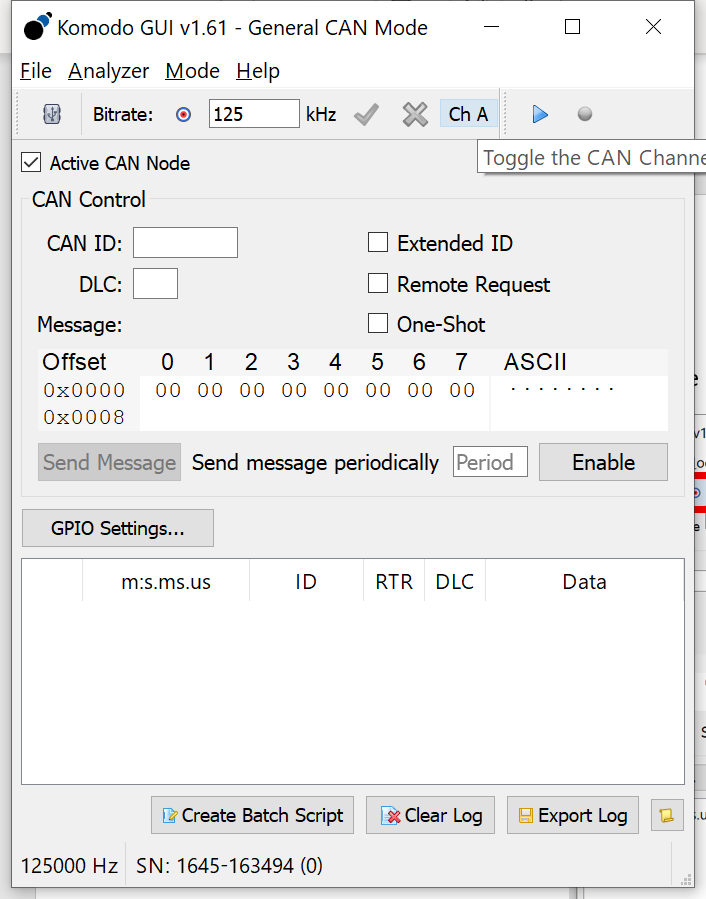 Komodo GUI v1.61 - General CAN Mode
File Analyzer Mode Help
Bitrate: 125 kHz Ch A
Toggle the CAN Channe
Active CAN Node
CAN Control
CAN ID: Extended ID
DLC: Remote Request
Message: One-Shot
Offset 0 1 2 3 4 5 6 7 ASCII
0x0000 00 00 00 00 00 00 00 00 ........
0x0008
Send Message Send message periodically Period Enable
GPIO Settings...
m:s.ms.us ID RTR DLC Data
Create Batch Script Clear Log Export Log
125000 Hz SN: 1645-163494 (0)